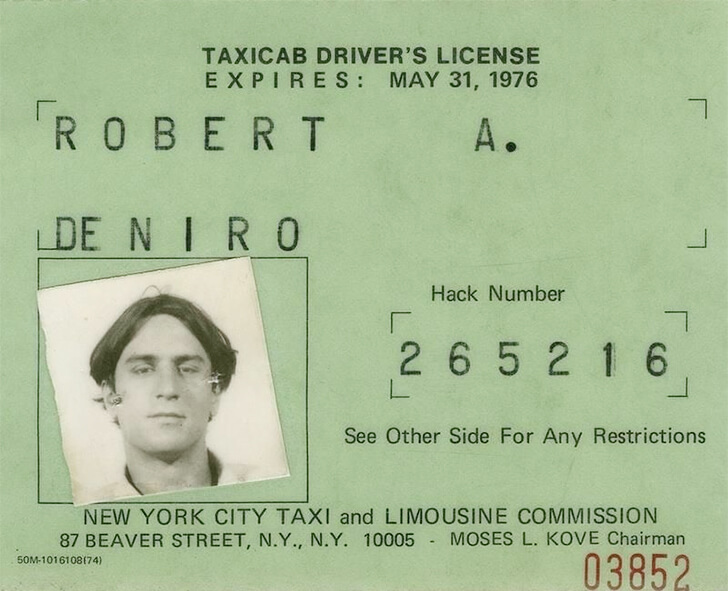 TAXICAB DRIVER'S LICENSE
EXPIRES: MAY 31, 1976
ROBERT A.
DE NIRO
Hack Number
265216
See Other Side For Any Restrictions
NEW YORK CITY TAXI and LIMOUSINE COMMISSION
87 BEAVER STREET, N.Y., N.Y. 10005 - MOSES L. KOVE Chairman
50M-1016108(74)
03852